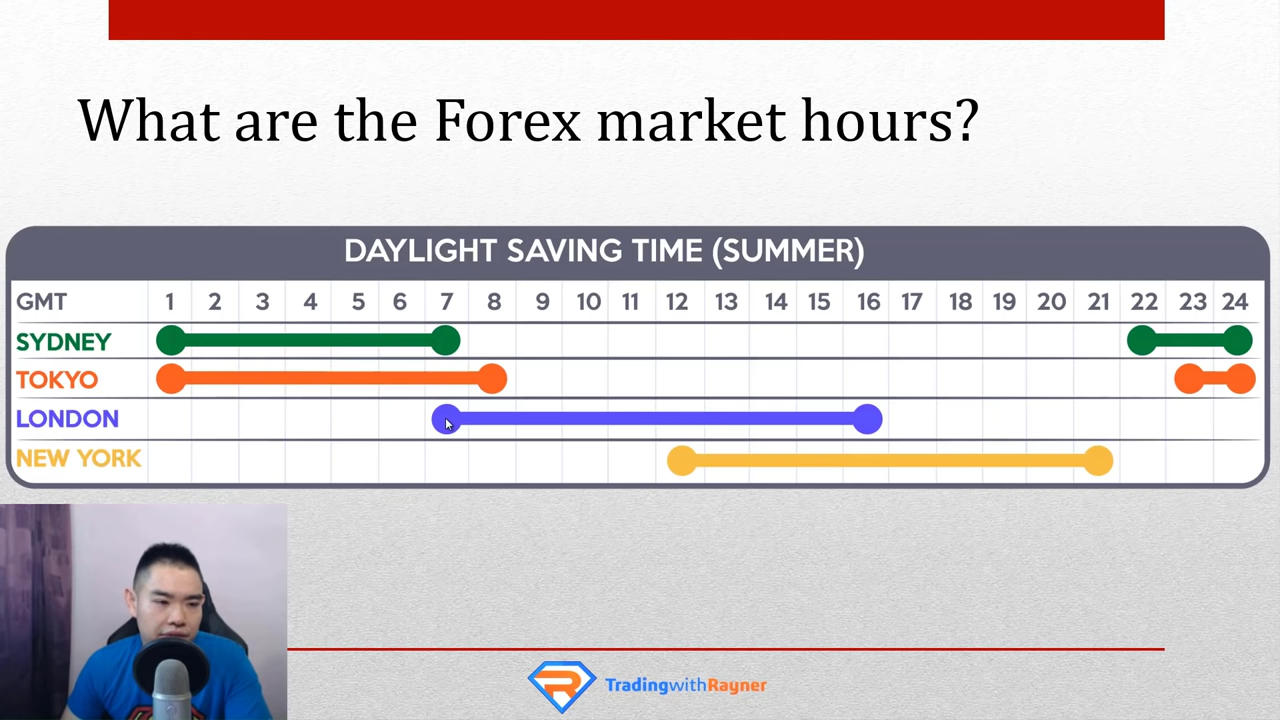 What are the Forex market hours?
DAYLIGHT SAVING TIME (SUMMER)
GMT 1 2 3 4 5 6 7 8 9 10 11 12 13 14 15 16 17 18 19 20 21 22 23 24
SYDNEY
TOKYO
LONDON
NEW YORK
TradingwithRayner